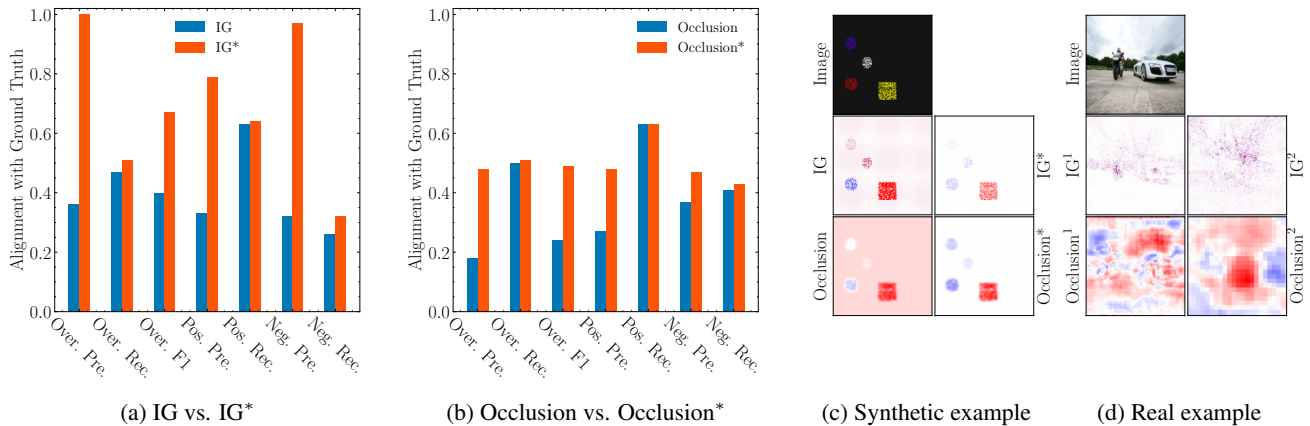 Alignment with Ground Truth
1.0
0.8
0.6
0.4
0.2
0.0
IG
IG*
Over. Pre.
Over. Rec.
Over. F1
Pos. Pre.
Pos. Rec.
Neg. Pre.
Neg. Rec.
(a) IG vs. IG*
Alignment with Ground Truth
1.0
0.8
0.6
0.4
0.2
0.0
Occlusion
Occlusion*
Over. Pre.
Over. Rec.
Over. F1
Pos. Pre.
Pos. Rec.
Neg. Pre.
Neg. Rec.
(b) Occlusion vs. Occlusion*
Image
IG
IG*
Occlusion
Occlusion*
(c) Synthetic example
Image
IG¹
IG²
Occlusion¹
Occlusion²
(d) Real example